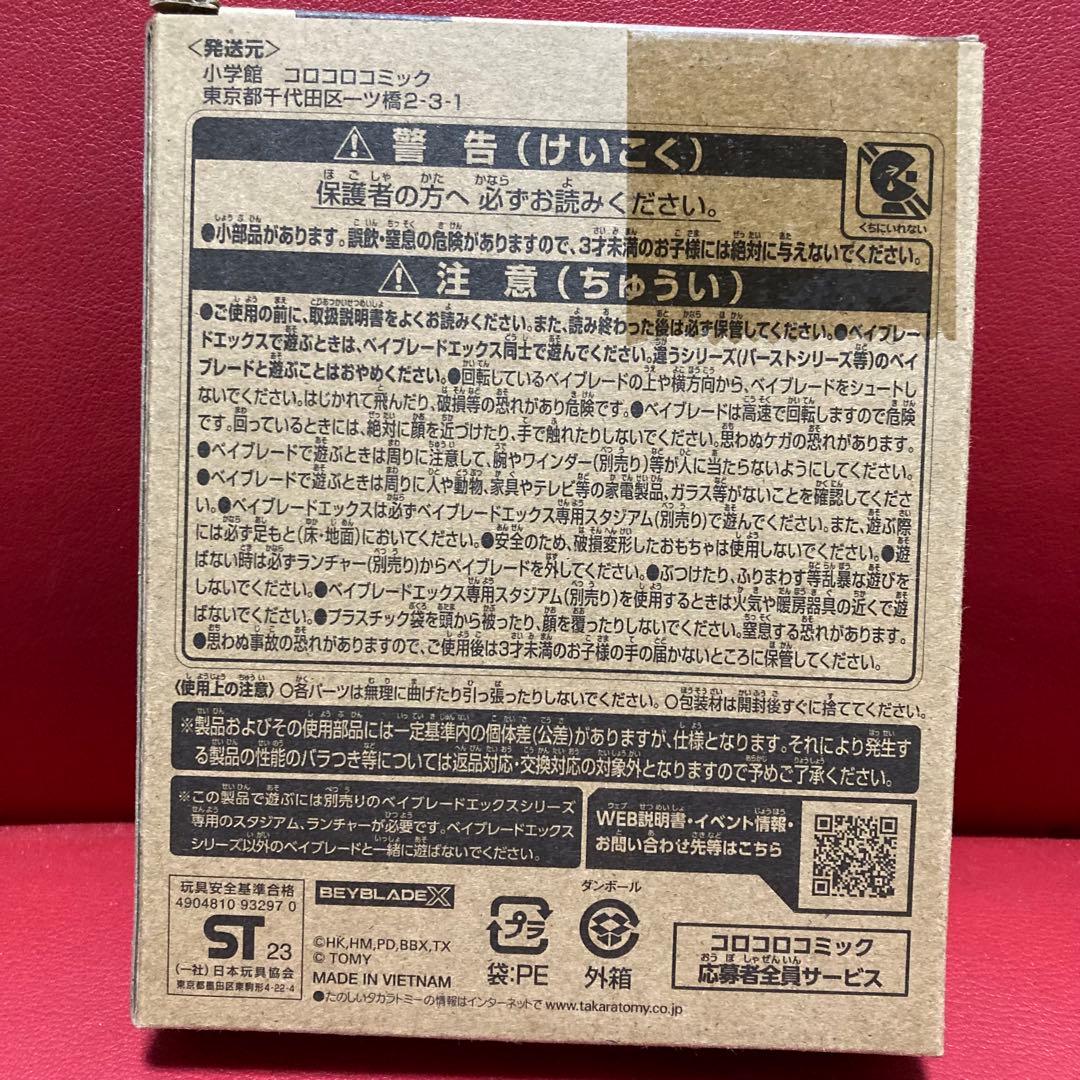 <発送元>
小学館 コロコロコミック
東京都千代田区一ツ橋2-3-1
警告(けいこく)
保護者の方へ 必ずお読みください。
くちにいれない
●小部品があります。誤飲・窒息の危険がありますので、3才未満のお子様には絶対に与えないでください。
注意(ちゅうい)
●ご使用の前に、取扱説明書をよくお読みください。また、読み終わった後は必ず保管してください。●ベイブレー
ドエックスで遊ぶときは、ベイブレードエックス同士で遊んでください。違うシリーズ(バーストシリーズ等)のベイ
ブレードと遊ぶことはおやめください。●回転しているベイブレードの上や横方向から、ベイブレードをシュートし
ないでください。はじかれて飛んだり、破損等の恐れがあり危険です。●ベイブレードは高速で回転しますので危険
です。回っているときには、絶対に顔を近づけたり、手で触れたりしないでください。思わぬケガの恐れがあります。
●ベイブレードで遊ぶときは周りに注意して、腕やワインダー(別売り)等が人に当たらないようにしてください。
●ベイブレードで遊ぶときは周りに人や動物、家具やテレビ等の家電製品、ガラス等がないことを確認してくださ
い。●ベイブレードエックスは必ずベイブレードエックス専用スタジアム(別売り)で遊んでください。また、遊ぶ際
には必ず足もと(床・地面)においてください。●安全のため、破損変形したおもちゃは使用しないでください。●遊
ばない時は必ずランチャー(別売り)からベイブレードを外してください。●ぶつけたり、ふりまわす等乱暴な遊びを
しないでください。●ベイブレードエックス専用スタジアム(別売り)を使用するときは火気や暖房器具の近くで遊
ばないでください。●プラスチック袋を頭から被ったり、顔を覆ったりしないでください。窒息する恐れがあります。
●思わぬ事故の恐れがありますので、ご使用後は3才未満のお子様の手の届かないところに保管してください。
〈使用上の注意〉○各パーツは無理に曲げたり引っ張ったりしないでください。○包装材は開封後すぐに捨ててください。
※製品およびその使用部品には一定基準内の個体差(公差)がありますが、仕様となります。それにより発生す
る製品の性能のバラつき等については返品対応・交換対応の対象外となりますので予めご了承ください。
※この製品で遊ぶには別売りのベイブレードエックスシリーズ
専用のスタジアム、ランチャーが必要です。ベイブレードエックス
シリーズ以外のベイブレードと一緒に遊ばないでください。
WEB説明書・イベント情報・
お問い合わせ先等はこちら
玩具安全基準合格
4904810 93297 0
ST 23
(一社)日本玩具協会
東京都墨田区東駒形4-22-4
BEYBLADE X
©HK,HM,PD,BBX,TX
© TOMY
MADE IN VIETNAM
プラ
袋:PE
ダンボール
外箱
コロコロコミック
応募者全員サービス
●たのしいタカラトミーの情報はインターネットで www.takaratomy.co.jp